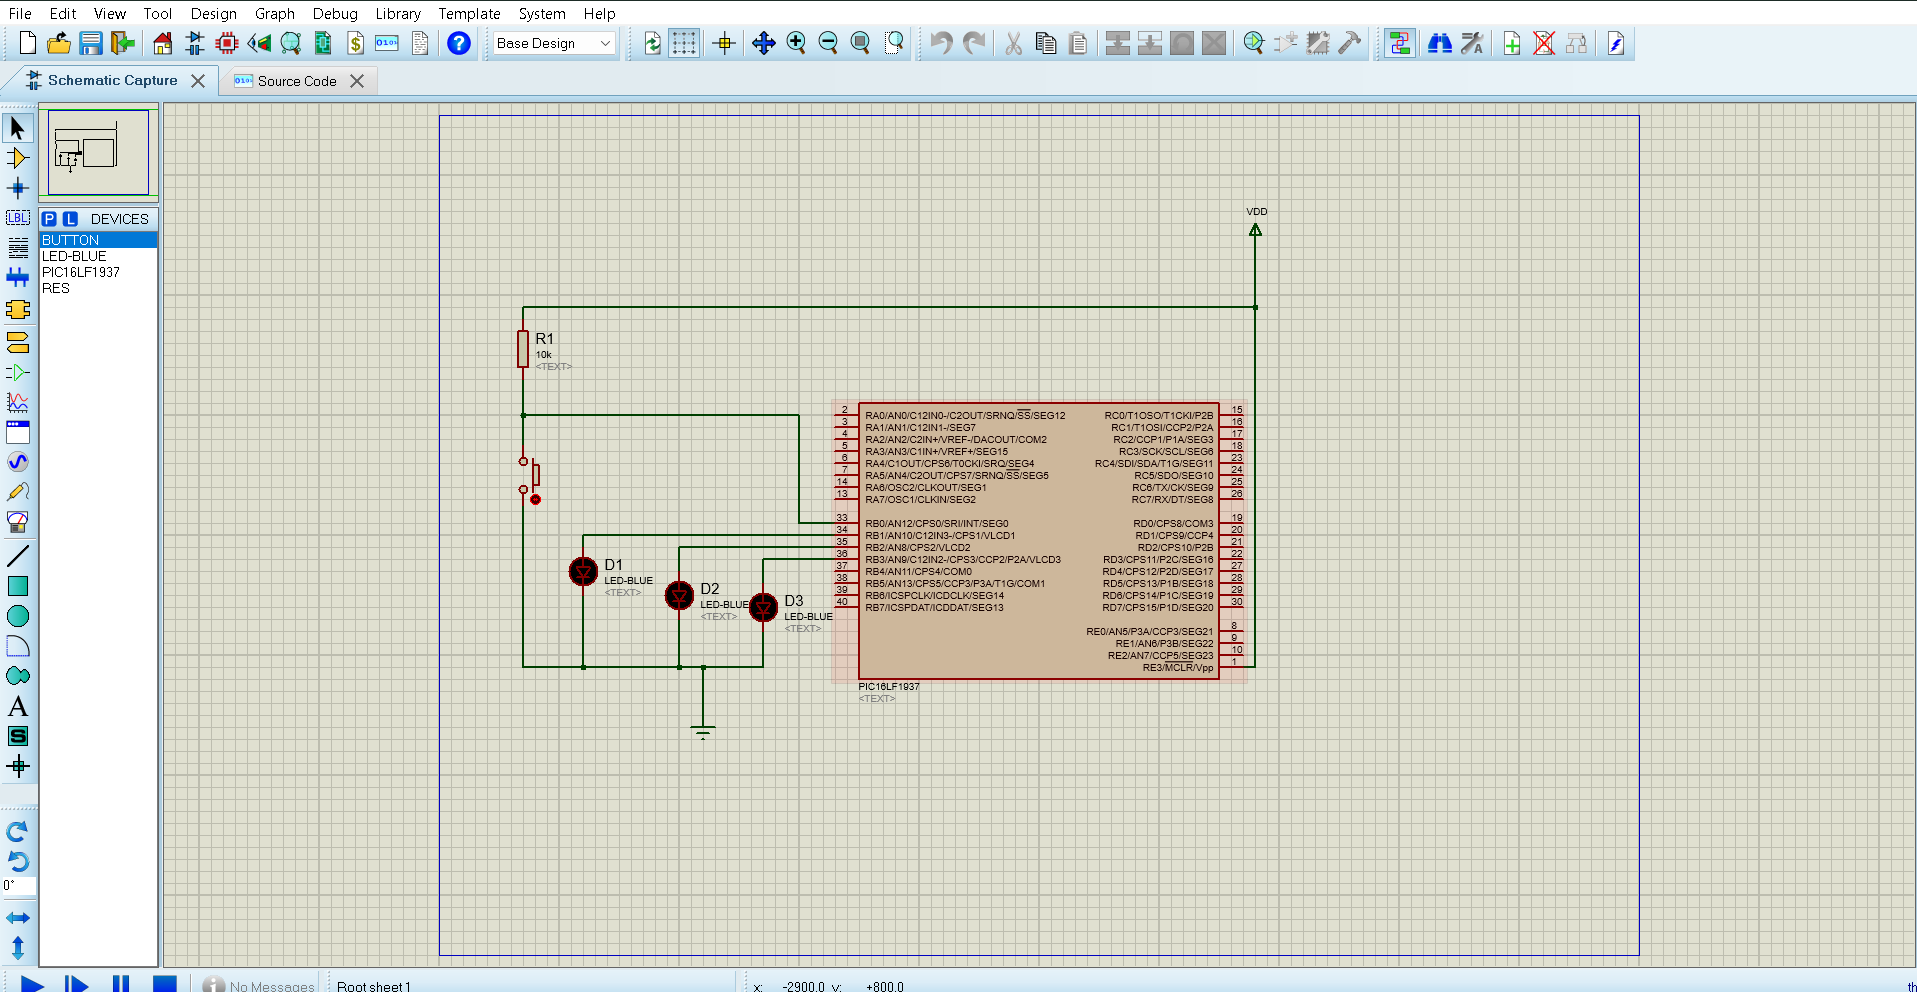 File Edit View Tool Design Graph Debug Library Template System Help
Base Design
Schematic Capture
Source Code
P L DEVICES
BUTTON
LED-BLUE
PIC16LF1937
RES
LBL
A
S
0°
VDD
R1
10k
<TEXT>
D1
LED-BLUE
<TEXT>
D2
LED-BLUE
<TEXT>
D3
LED-BLUE
<TEXT>
2 RA0/AN0/C12IN0-/C2OUT/SRNQ/SS/SEG12
3 RA1/AN1/C12IN1-/SEG7
4 RA2/AN2/C2IN+/VREF-/DACOUT/COM2
5 RA3/AN3/C1IN+/VREF+/SEG15
6 RA4/C1OUT/CPS6/T0CKI/SRQ/SEG4
7 RA5/AN4/C2OUT/CPS7/SRNQ/SS/SEG5
14 RA6/OSC2/CLKOUT/SEG1
13 RA7/OSC1/CLKIN/SEG2
33 RB0/AN12/CPS0/SRI/INT/SEG0
34 RB1/AN10/C12IN3-/CPS1/VLCD1
35 RB2/AN8/CPS2/VLCD2
36 RB3/AN9/C12IN2-/CPS3/CCP2/P2A/VLCD3
37 RB4/AN11/CPS4/COM0
38 RB5/AN13/CPS5/CCP3/P3A/T1G/COM1
39 RB6/ICSPCLK/ICDCLK/SEG14
40 RB7/ICSPDAT/ICDDAT/SEG13
RC0/T1OSO/T1CKI/P2B 15
RC1/T1OSI/CCP2/P2A 16
RC2/CCP1/P1A/SEG3 17
RC3/SCK/SCL/SEG6 18
RC4/SDI/SDA/T1G/SEG11 23
RC5/SDO/SEG10 24
RC6/TX/CK/SEG9 25
RC7/RX/DT/SEG8 26
RD0/CPS8/COM3 19
RD1/CPS9/CCP4 20
RD2/CPS10/P2B 21
RD3/CPS11/P2C/SEG16 22
RD4/CPS12/P2D/SEG17 27
RD5/CPS13/P1B/SEG18 28
RD6/CPS14/P1C/SEG19 29
RD7/CPS15/P1D/SEG20 30
RE0/AN5/P3A/CCP3/SEG21 8
RE1/AN6/P3B/SEG22 9
RE2/AN7/CCP5/SEG23 10
RE3/MCLR/Vpp 1
PIC16LF1937
<TEXT>
No Messages
Root sheet 1
x: -2900.0 y: +800.0
th